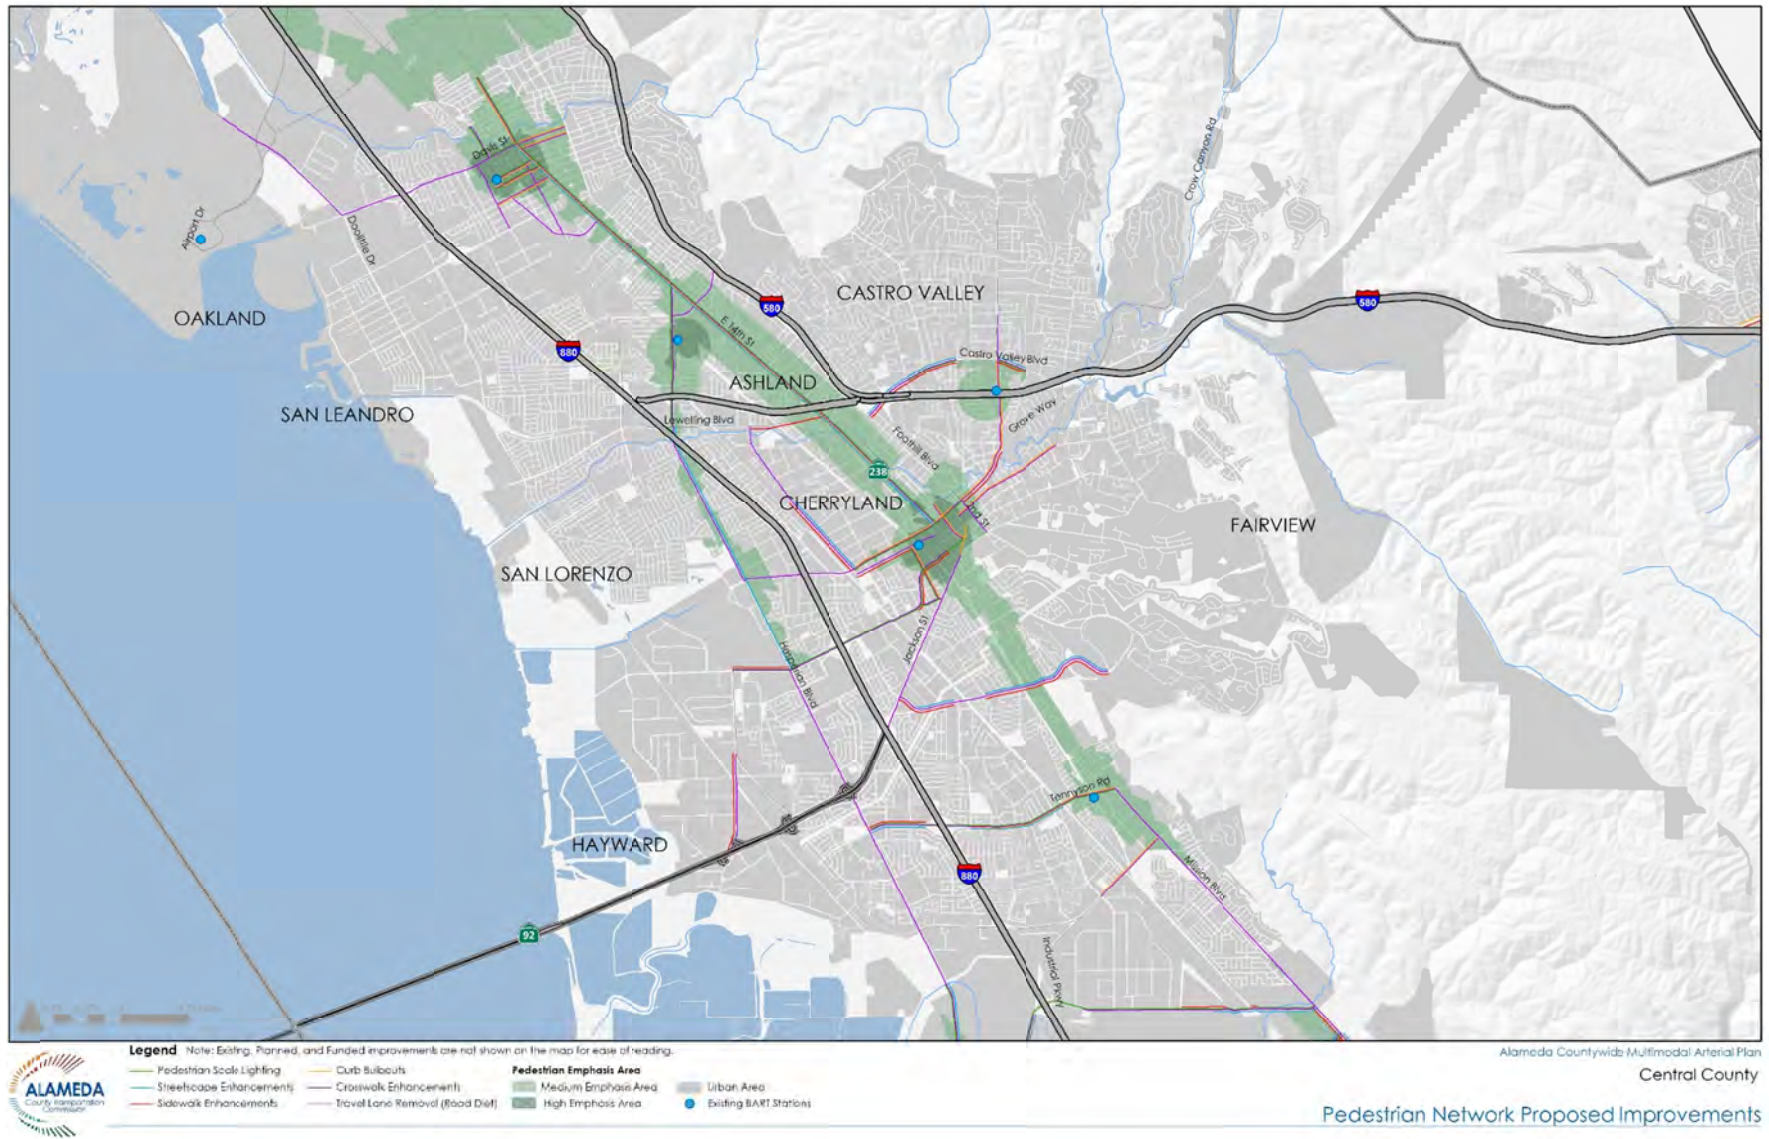 Davis St
Crow Canyon Rd
Airport Dr
Doolittle Dr
OAKLAND
CASTRO VALLEY
580
580
E 14th St
880
Castro Valley Blvd
ASHLAND
SAN LEANDRO
Lewelling Blvd
Grove Way
Foothill Blvd
238
CHERRYLAND
2nd St
FAIRVIEW
SAN LORENZO
Jackson St
Hesperian Blvd
Tennyson Rd
HAYWARD
Mission Blvd
880
92
Industrial Pkwy
Legend Note: Existing, Planned, and Funded improvements are not shown on the map for ease of reading.
Pedestrian Scale Lighting
Streetscape Enhancements
Sidewalk Enhancements
Curb Bulbouts
Crosswalk Enhancements
Travel Lane Removal (Road Diet)
Pedestrian Emphasis Area
Medium Emphasis Area
High Emphasis Area
Urban Area
Existing BART Stations
ALAMEDA
County Transportation
Commission
Alameda Countywide Multimodal Arterial Plan
Central County
Pedestrian Network Proposed Improvements